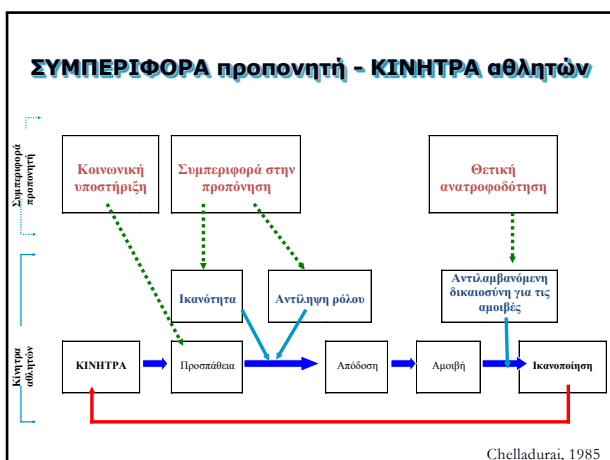 ΣΥΜΠΕΡΙΦΟΡΑ προπονητή - ΚΙΝΗΤΡΑ αθλητών
Συμπεριφορά
προπονητή
Κοινωνική
υποστήριξη
Συμπεριφορά στην
προπόνηση
Θετική
ανατροφοδότηση
Κίνητρα
αθλητών
Ικανότητα
Αντίληψη ρόλου
Αντιλαμβανόμενη
δικαιοσύνη για τις
αμοιβές
ΚΙΝΗΤΡΑ
Προσπάθεια
Απόδοση
Αμοιβή
Ικανοποίηση
Chelladurai, 1985